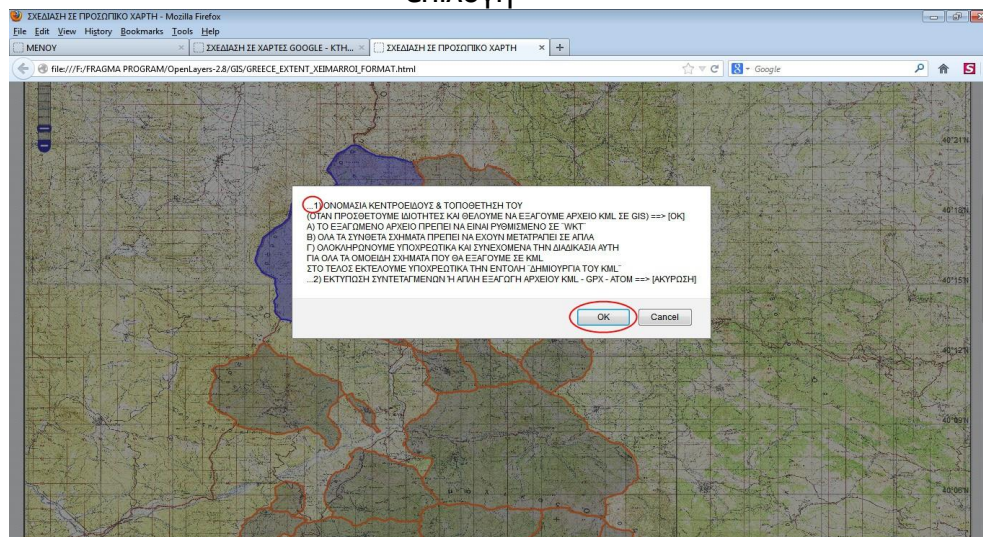 επιλογή
ΣΧΕΔΙΑΣΗ ΣΕ ΠΡΟΣΩΠΙΚΟ ΧΑΡΤΗ - Mozilla Firefox
File Edit View History Bookmarks Tools Help
ΜΕΝΟΥ × ΣΧΕΔΙΑΣΗ ΣΕ ΧΑΡΤΕΣ GOOGLE - ΚΤΗ... × ΣΧΕΔΙΑΣΗ ΣΕ ΠΡΟΣΩΠΙΚΟ ΧΑΡΤΗ × +
file:///F:/FRAGMA PROGRAM/OpenLayers-2.8/GIS/GREECE_EXTENT_XEIMARROI_FORMAT.html Google
40°21'N
40°18'N
...1) ΟΝΟΜΑΣΙΑ ΚΕΝΤΡΟΕΙΔΟΥΣ & ΤΟΠΟΘΕΤΗΣΗ ΤΟΥ
(ΟΤΑΝ ΠΡΟΣΘΕΤΟΥΜΕ ΙΔΙΟΤΗΤΕΣ ΚΑΙ ΘΕΛΟΥΜΕ ΝΑ ΕΞΑΓΟΥΜΕ ΑΡΧΕΙΟ KML ΣΕ GIS) ==> [OK]
Α) ΤΟ ΕΞΑΓΩΜΕΝΟ ΑΡΧΕΙΟ ΠΡΕΠΕΙ ΝΑ ΕΙΝΑΙ ΡΥΘΜΙΣΜΕΝΟ ΣΕ ¨WKT¨
Β) ΟΛΑ ΤΑ ΣΥΝΘΕΤΑ ΣΧΗΜΑΤΑ ΠΡΕΠΕΙ ΝΑ ΕΧΟΥΝ ΜΕΤΑΤΡΑΠΕΙ ΣΕ ΑΠΛΑ
Γ) ΟΛΟΚΛΗΡΩΝΟΥΜΕ ΥΠΟΧΡΕΩΤΙΚΑ ΚΑΙ ΣΥΝΕΧΟΜΕΝΑ ΤΗΝ ΔΙΑΔΙΚΑΣΙΑ ΑΥΤΗ
ΓΙΑ ΟΛΑ ΤΑ ΟΜΟΕΙΔΗ ΣΧΗΜΑΤΑ ΠΟΥ ΘΑ ΕΞΑΓΟΥΜΕ ΣΕ KML
ΣΤΟ ΤΕΛΟΣ ΕΚΤΕΛΟΥΜΕ ΥΠΟΧΡΕΩΤΙΚΑ ΤΗΝ ΕΝΤΟΛΗ ¨ΔΗΜΙΟΥΡΓΙΑ ΤΟΥ KML¨
...2) ΕΚΤΥΠΩΣΗ ΣΥΝΤΕΤΑΓΜΕΝΩΝ Ή ΑΠΛΗ ΕΞΑΓΩΓΗ ΑΡΧΕΙΟΥ KML - GPX - ATOM ==> [ΑΚΥΡΩΣΗ]
40°15'N
OK Cancel
40°12'N
40°09'N
40°06'N